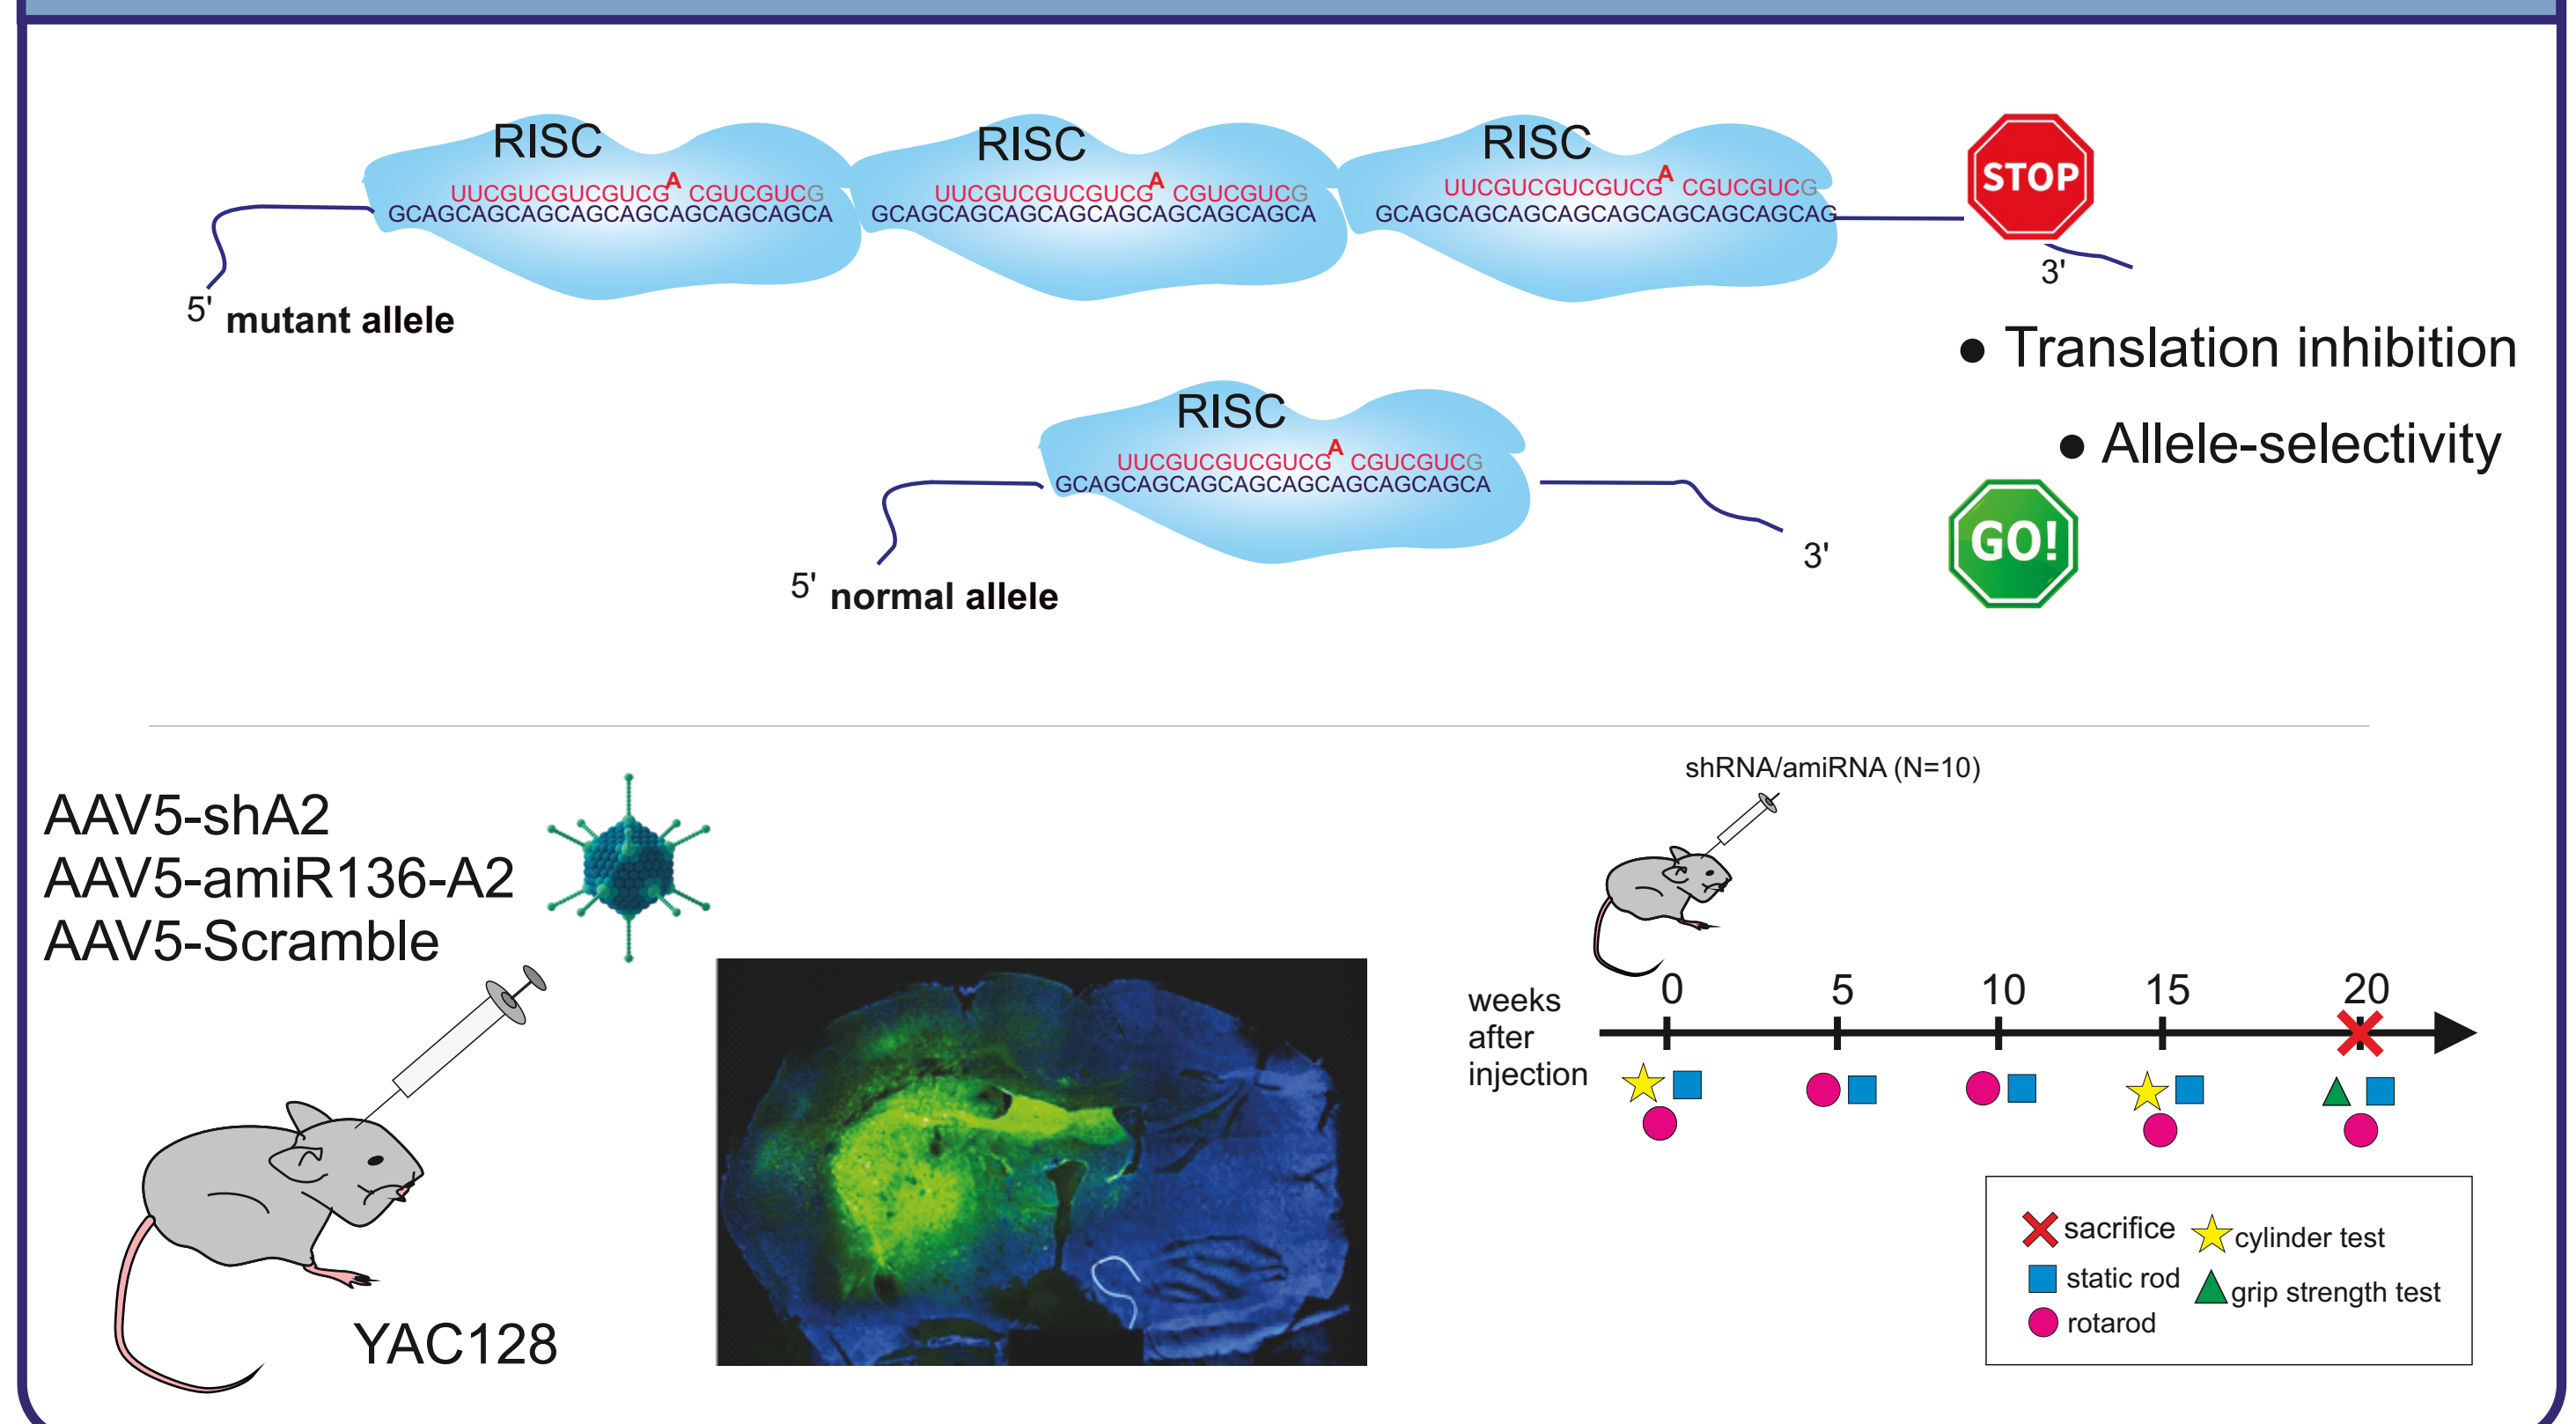 RISC
RISC
RISC
UUCGUCGUCGUCGA CGUCGUCG
UUCGUCGUCGUCGA CGUCGUCG
UUCGUCGUCGUCGA CGUCGUCG
GCAGCAGCAGCAGCAGCAGCAGCAGCA
GCAGCAGCAGCAGCAGCAGCAGCAGCA
GCAGCAGCAGCAGCAGCAGCAGCAGCAG
STOP
3'
5' mutant allele
● Translation inhibition
● Allele-selectivity
RISC
UUCGUCGUCGUCGA CGUCGUCG
GCAGCAGCAGCAGCAGCAGCAGCAGCA
GO!
3'
5' normal allele
AAV5-shA2
AAV5-amiR136-A2
AAV5-Scramble
YAC128
shRNA/amiRNA (N=10)
weeks
after
injection
0 5 10 15 20
sacrifice
cylinder test
static rod
grip strength test
rotarod